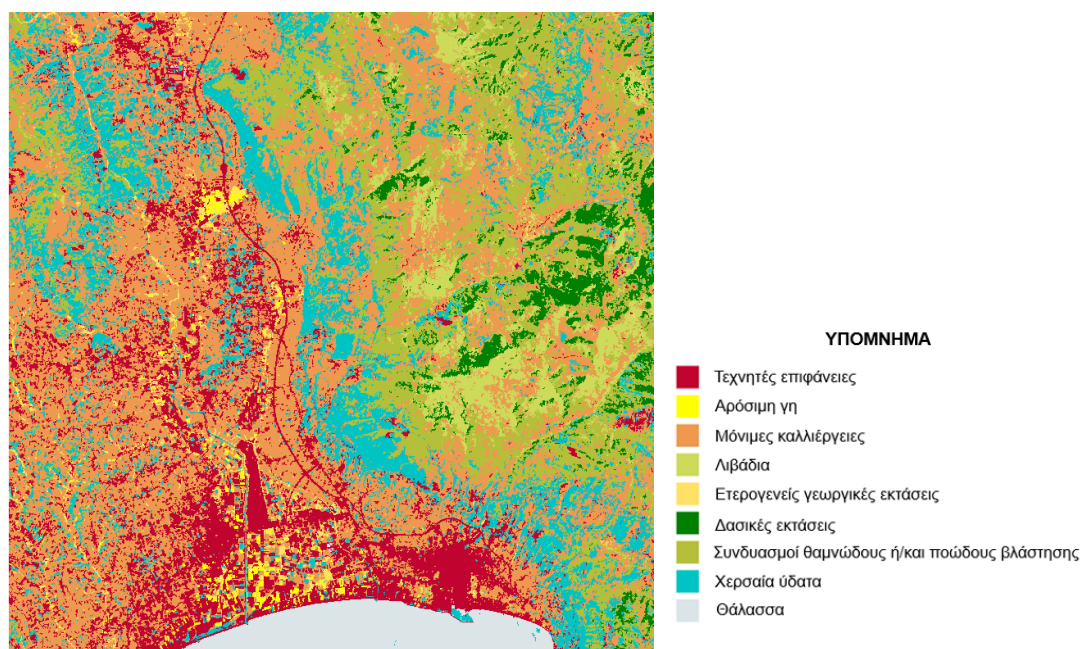 ΥΠΟΜΝΗΜΑ
Τεχνητές επιφάνειες
Αρόσιμη γη
Μόνιμες καλλιέργειες
Λιβάδια
Ετερογενείς γεωργικές εκτάσεις
Δασικές εκτάσεις
Συνδυασμοί θαμνώδους ή/και ποώδους βλάστησης
Χερσαία ύδατα
Θάλασσα